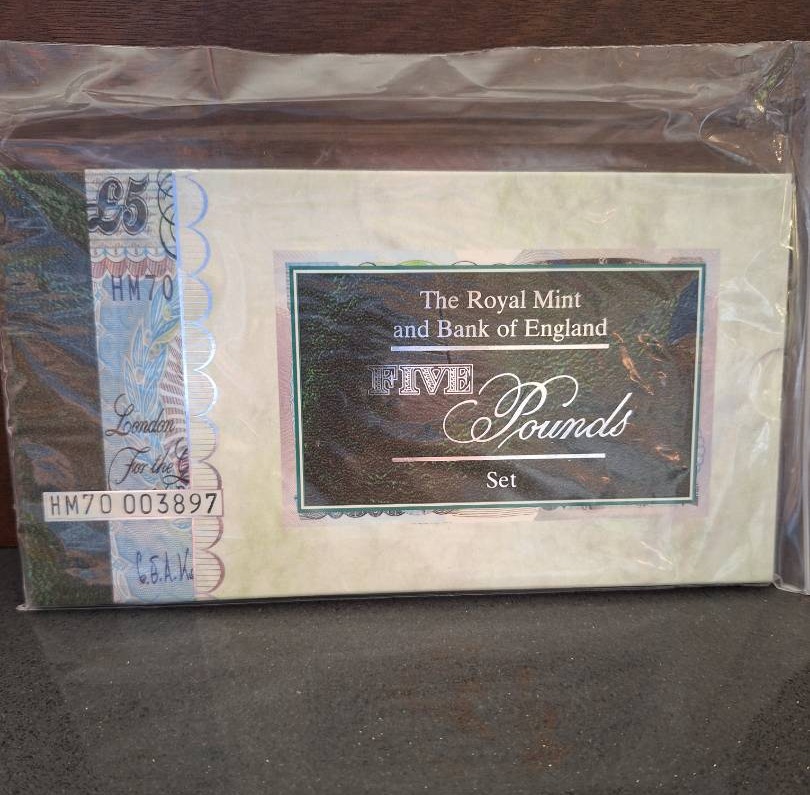 £5
HM70
London
For the
HM70 003897
The Royal Mint
and Bank of England
FIVE
Pounds
Set